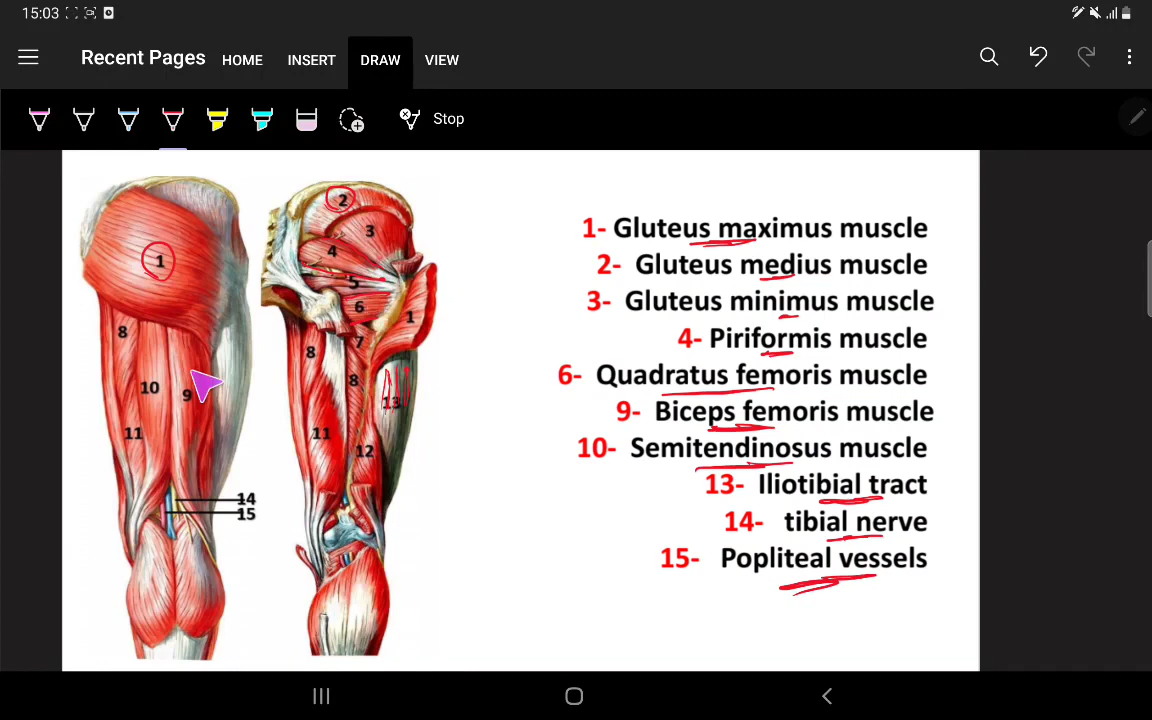 15:03
Recent Pages HOME INSERT DRAW VIEW
Stop
1
8
10
9
11
14
15
2
3
4
5
6
1
7
8
8
13
11
12
1- Gluteus maximus muscle
2- Gluteus medius muscle
3- Gluteus minimus muscle
4- Piriformis muscle
6- Quadratus femoris muscle
9- Biceps femoris muscle
10- Semitendinosus muscle
13- Iliotibial tract
14- tibial nerve
15- Popliteal vessels